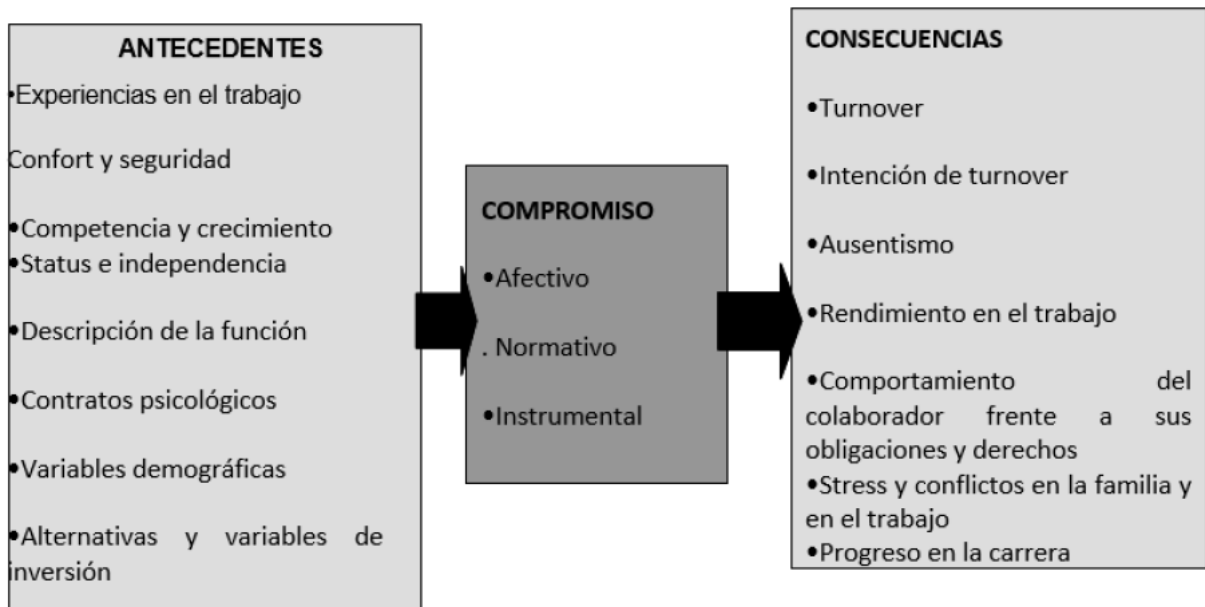 ANTECEDENTES
•Experiencias en el trabajo
Confort y seguridad
•Competencia y crecimiento
•Status e independencia
•Descripción de la función
•Contratos psicológicos
•Variables demográficas
•Alternativas y variables de
inversión
COMPROMISO
•Afectivo
. Normativo
•Instrumental
CONSECUENCIAS
•Turnover
•Intención de turnover
•Ausentismo
•Rendimiento en el trabajo
•Comportamiento del
colaborador frente a sus
obligaciones y derechos
•Stress y conflictos en la familia y
en el trabajo
•Progreso en la carrera